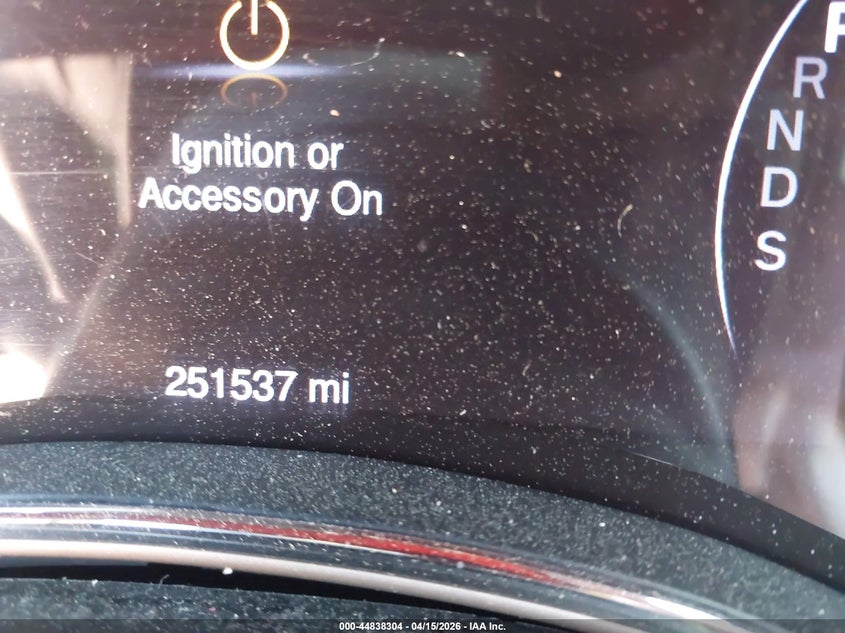 Ignition or
Accessory On
251537 mi
P
R
N
D
S
000-44838304 - 04/15/2026 - IAA Inc.